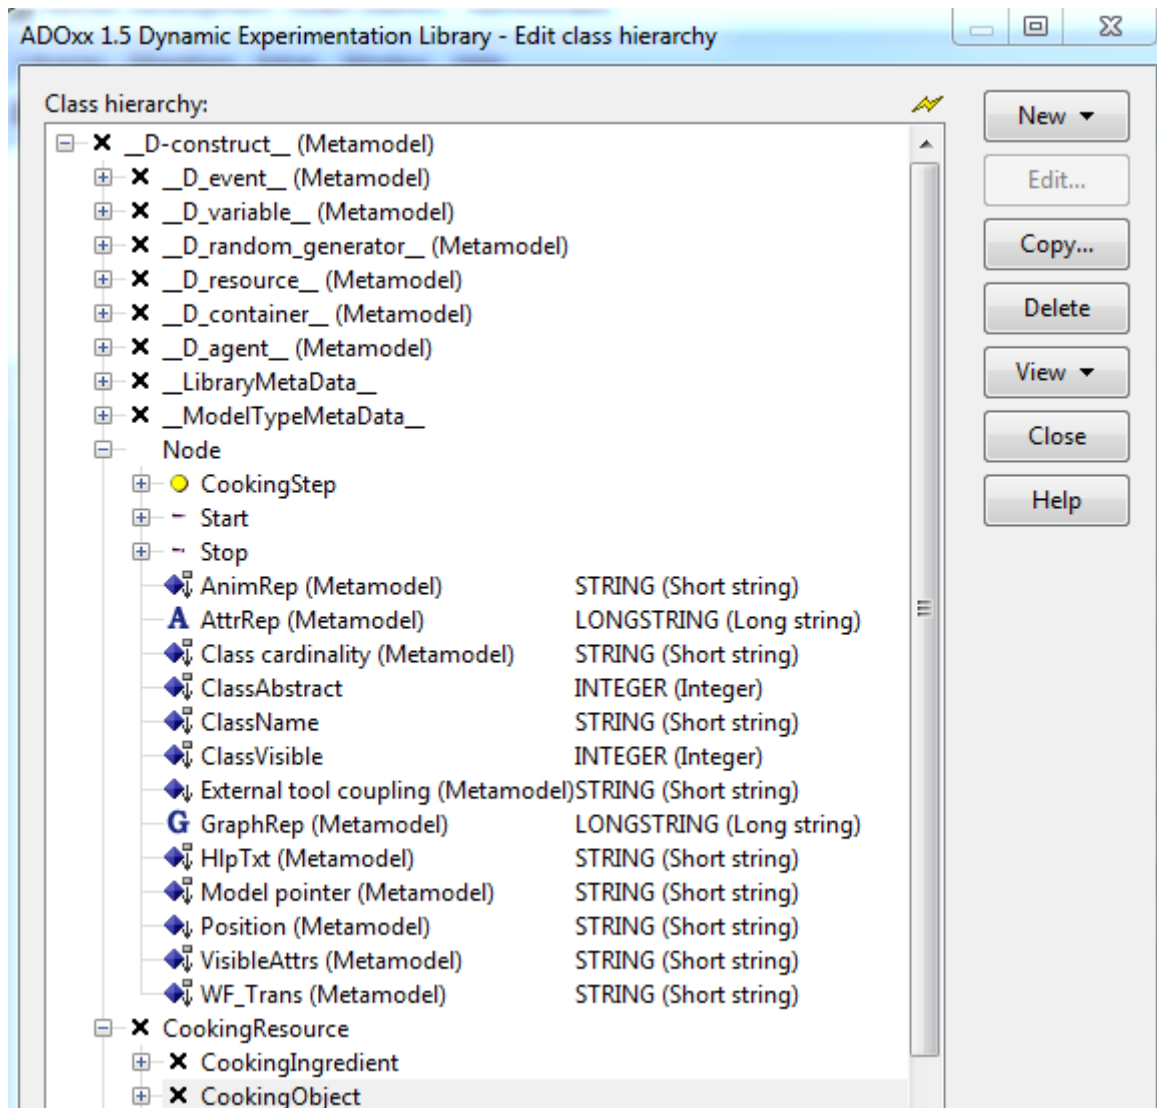 ADOxx 1.5 Dynamic Experimentation Library - Edit class hierarchy
Class hierarchy:
__D-construct__ (Metamodel)
__D_event__ (Metamodel)
__D_variable__ (Metamodel)
__D_random_generator__ (Metamodel)
__D_resource__ (Metamodel)
__D_container__ (Metamodel)
__D_agent__ (Metamodel)
__LibraryMetaData__
__ModelTypeMetaData__
Node
CookingStep
Start
Stop
AnimRep (Metamodel) STRING (Short string)
A AttrRep (Metamodel) LONGSTRING (Long string)
Class cardinality (Metamodel) STRING (Short string)
ClassAbstract INTEGER (Integer)
ClassName STRING (Short string)
ClassVisible INTEGER (Integer)
External tool coupling (Metamodel) STRING (Short string)
G GraphRep (Metamodel) LONGSTRING (Long string)
HlpTxt (Metamodel) STRING (Short string)
Model pointer (Metamodel) STRING (Short string)
Position (Metamodel) STRING (Short string)
VisibleAttrs (Metamodel) STRING (Short string)
WF_Trans (Metamodel) STRING (Short string)
CookingResource
CookingIngredient
CookingObject
New
Edit...
Copy...
Delete
View
Close
Help